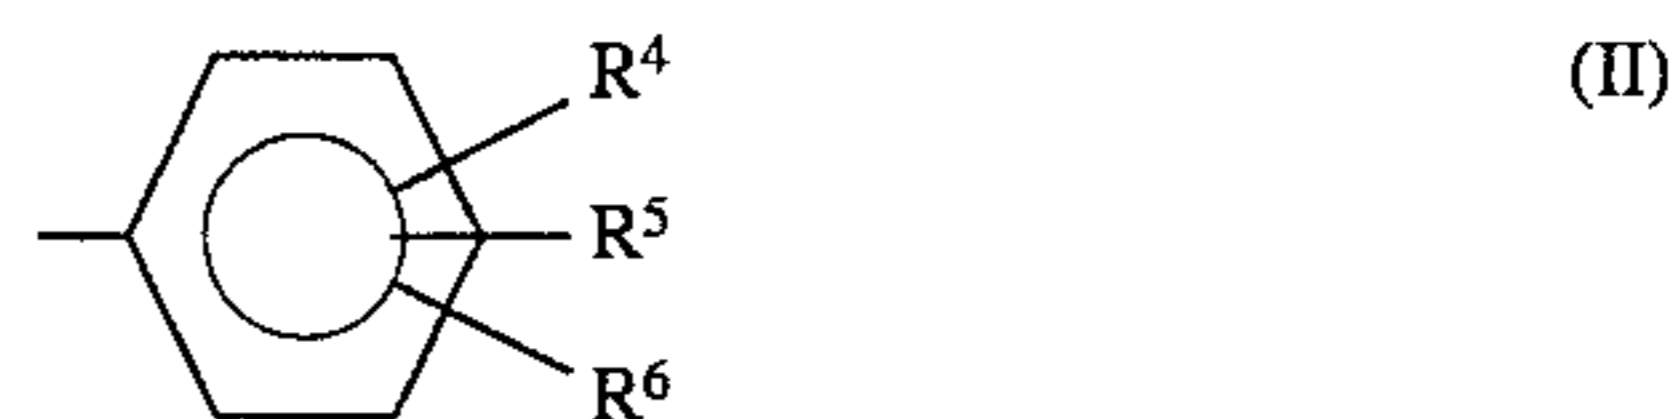 R⁴ (II)
R⁵
R⁶